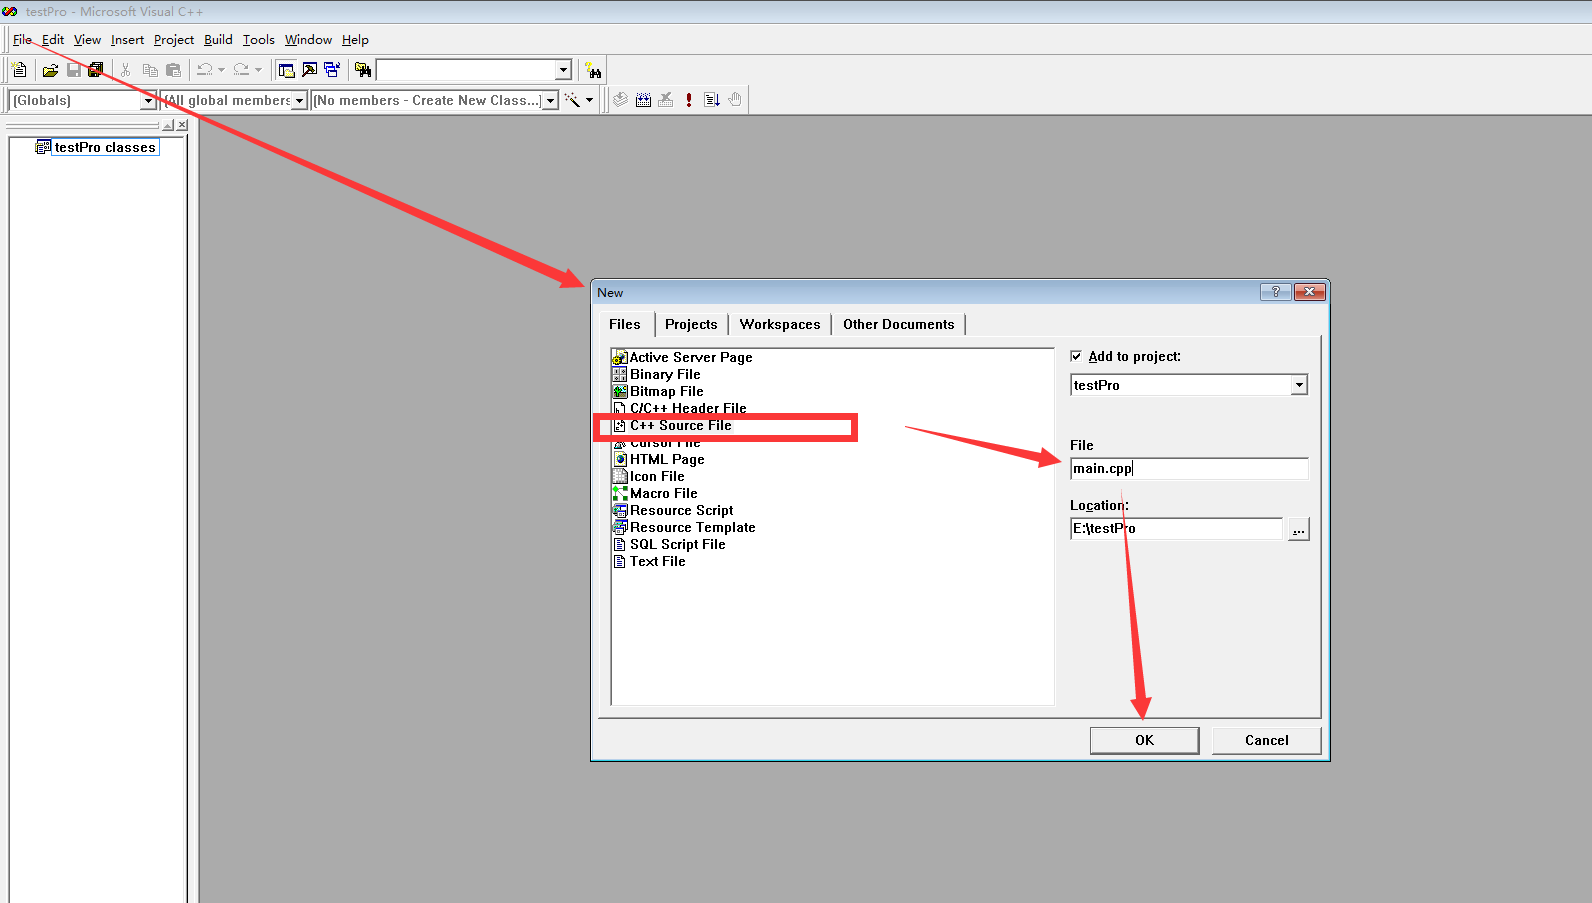 testPro - Microsoft Visual C++
File Edit View Insert Project Build Tools Window Help
(Globals) (All global members (No members - Create New Class...)
testPro classes
New
Files Projects Workspaces Other Documents
Active Server Page
Binary File
Bitmap File
C/C++ Header File
C++ Source File
Cursor File
HTML Page
Icon File
Macro File
Resource Script
Resource Template
SQL Script File
Text File
Add to project:
testPro
File
main.cpp
Location:
E:\testPro
...
OK Cancel